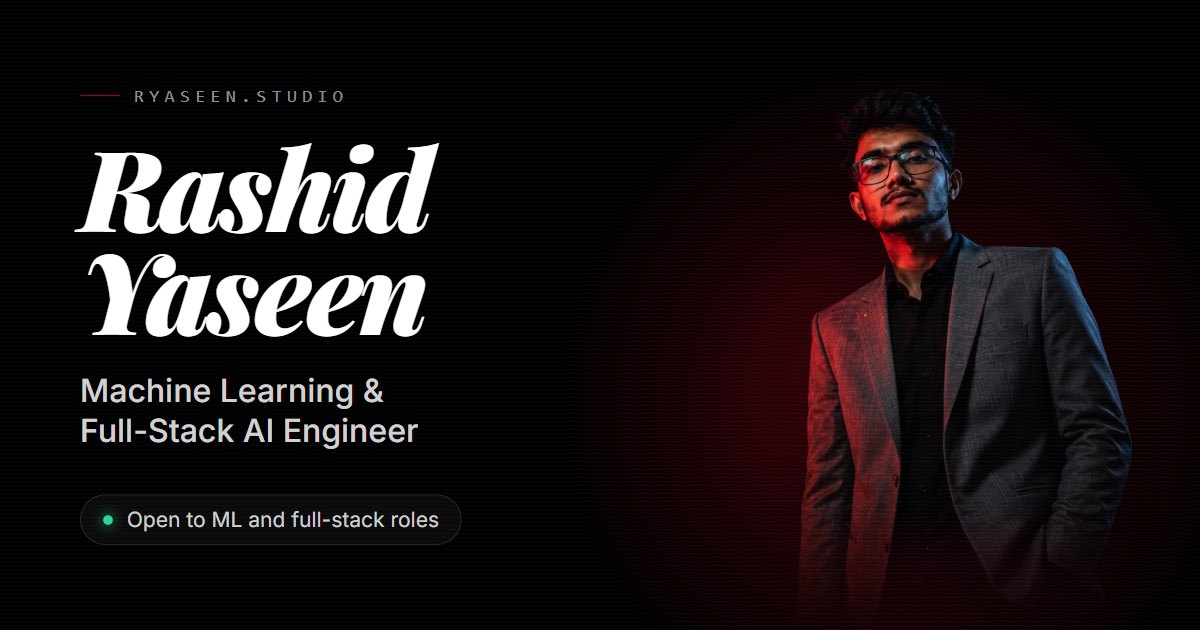 RYASEEN.STUDIO
Rashid
Yaseen
Machine Learning &
Full-Stack AI Engineer
Open to ML and full-stack roles